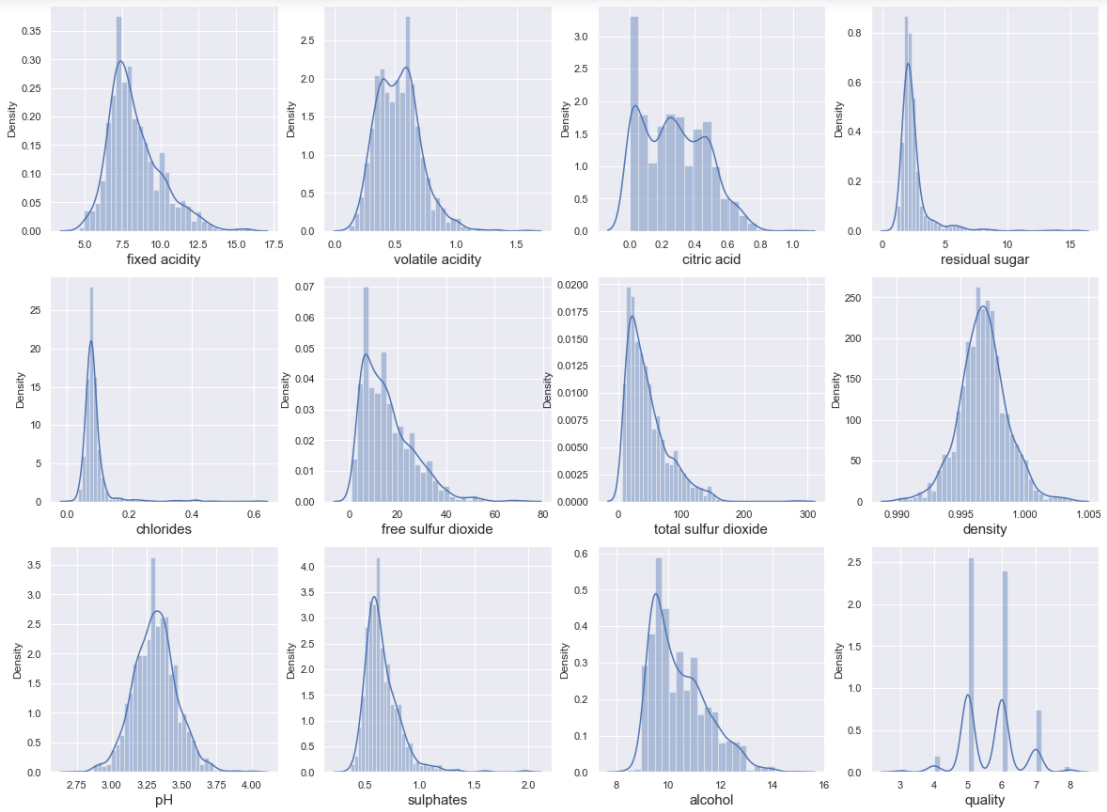 Density
0.35
0.30
0.25
0.20
0.15
0.10
0.05
0.00
5.0 7.5 10.0 12.5 15.0 17.5
fixed acidity
Density
2.5
2.0
1.5
1.0
0.5
0.0
0.0 0.5 1.0 1.5
volatile acidity
Density
3.0
2.5
2.0
1.5
1.0
0.5
0.0
0.0 0.2 0.4 0.6 0.8 1.0
citric acid
Density
0.8
0.6
0.4
0.2
0.0
0 5 10 15
residual sugar
Density
25
20
15
10
5
0
0.0 0.2 0.4 0.6
chlorides
Density
0.07
0.06
0.05
0.04
0.03
0.02
0.01
0.00
0 20 40 60 80
free sulfur dioxide
Density
0.0200
0.0175
0.0150
0.0125
0.0100
0.0075
0.0050
0.0025
0.0000
0 100 200 300
total sulfur dioxide
Density
250
200
150
100
50
0
0.990 0.995 1.000 1.005
density
Density
3.5
3.0
2.5
2.0
1.5
1.0
0.5
0.0
2.75 3.00 3.25 3.50 3.75 4.00
pH
Density
4.0
3.5
3.0
2.5
2.0
1.5
1.0
0.5
0.0
0.5 1.0 1.5 2.0
sulphates
Density
0.6
0.5
0.4
0.3
0.2
0.1
0.0
8 10 12 14 16
alcohol
Density
2.5
2.0
1.5
1.0
0.5
0.0
3 4 5 6 7 8
quality